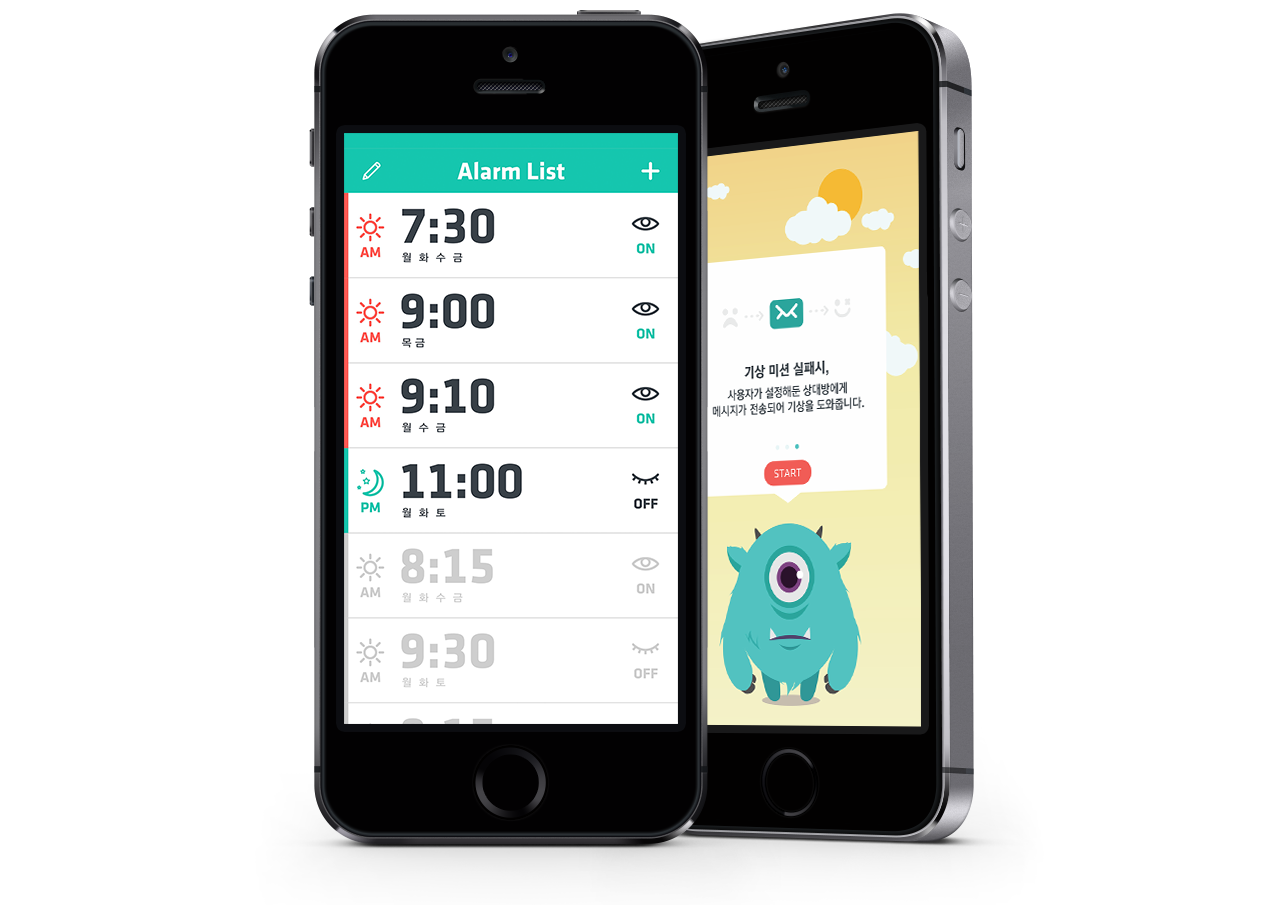 Alarm List
AM
7:30
월 화 수 금
ON
AM
9:00
목 금
ON
AM
9:10
월 수 금
ON
PM
11:00
월 화 토
OFF
AM
8:15
월 화 수 금
ON
AM
9:30
월 화 토
OFF
기상 미션 실패시,
사용자가 설정해둔 상대방에게
메시지가 전송되어 기상을 도와줍니다.
START